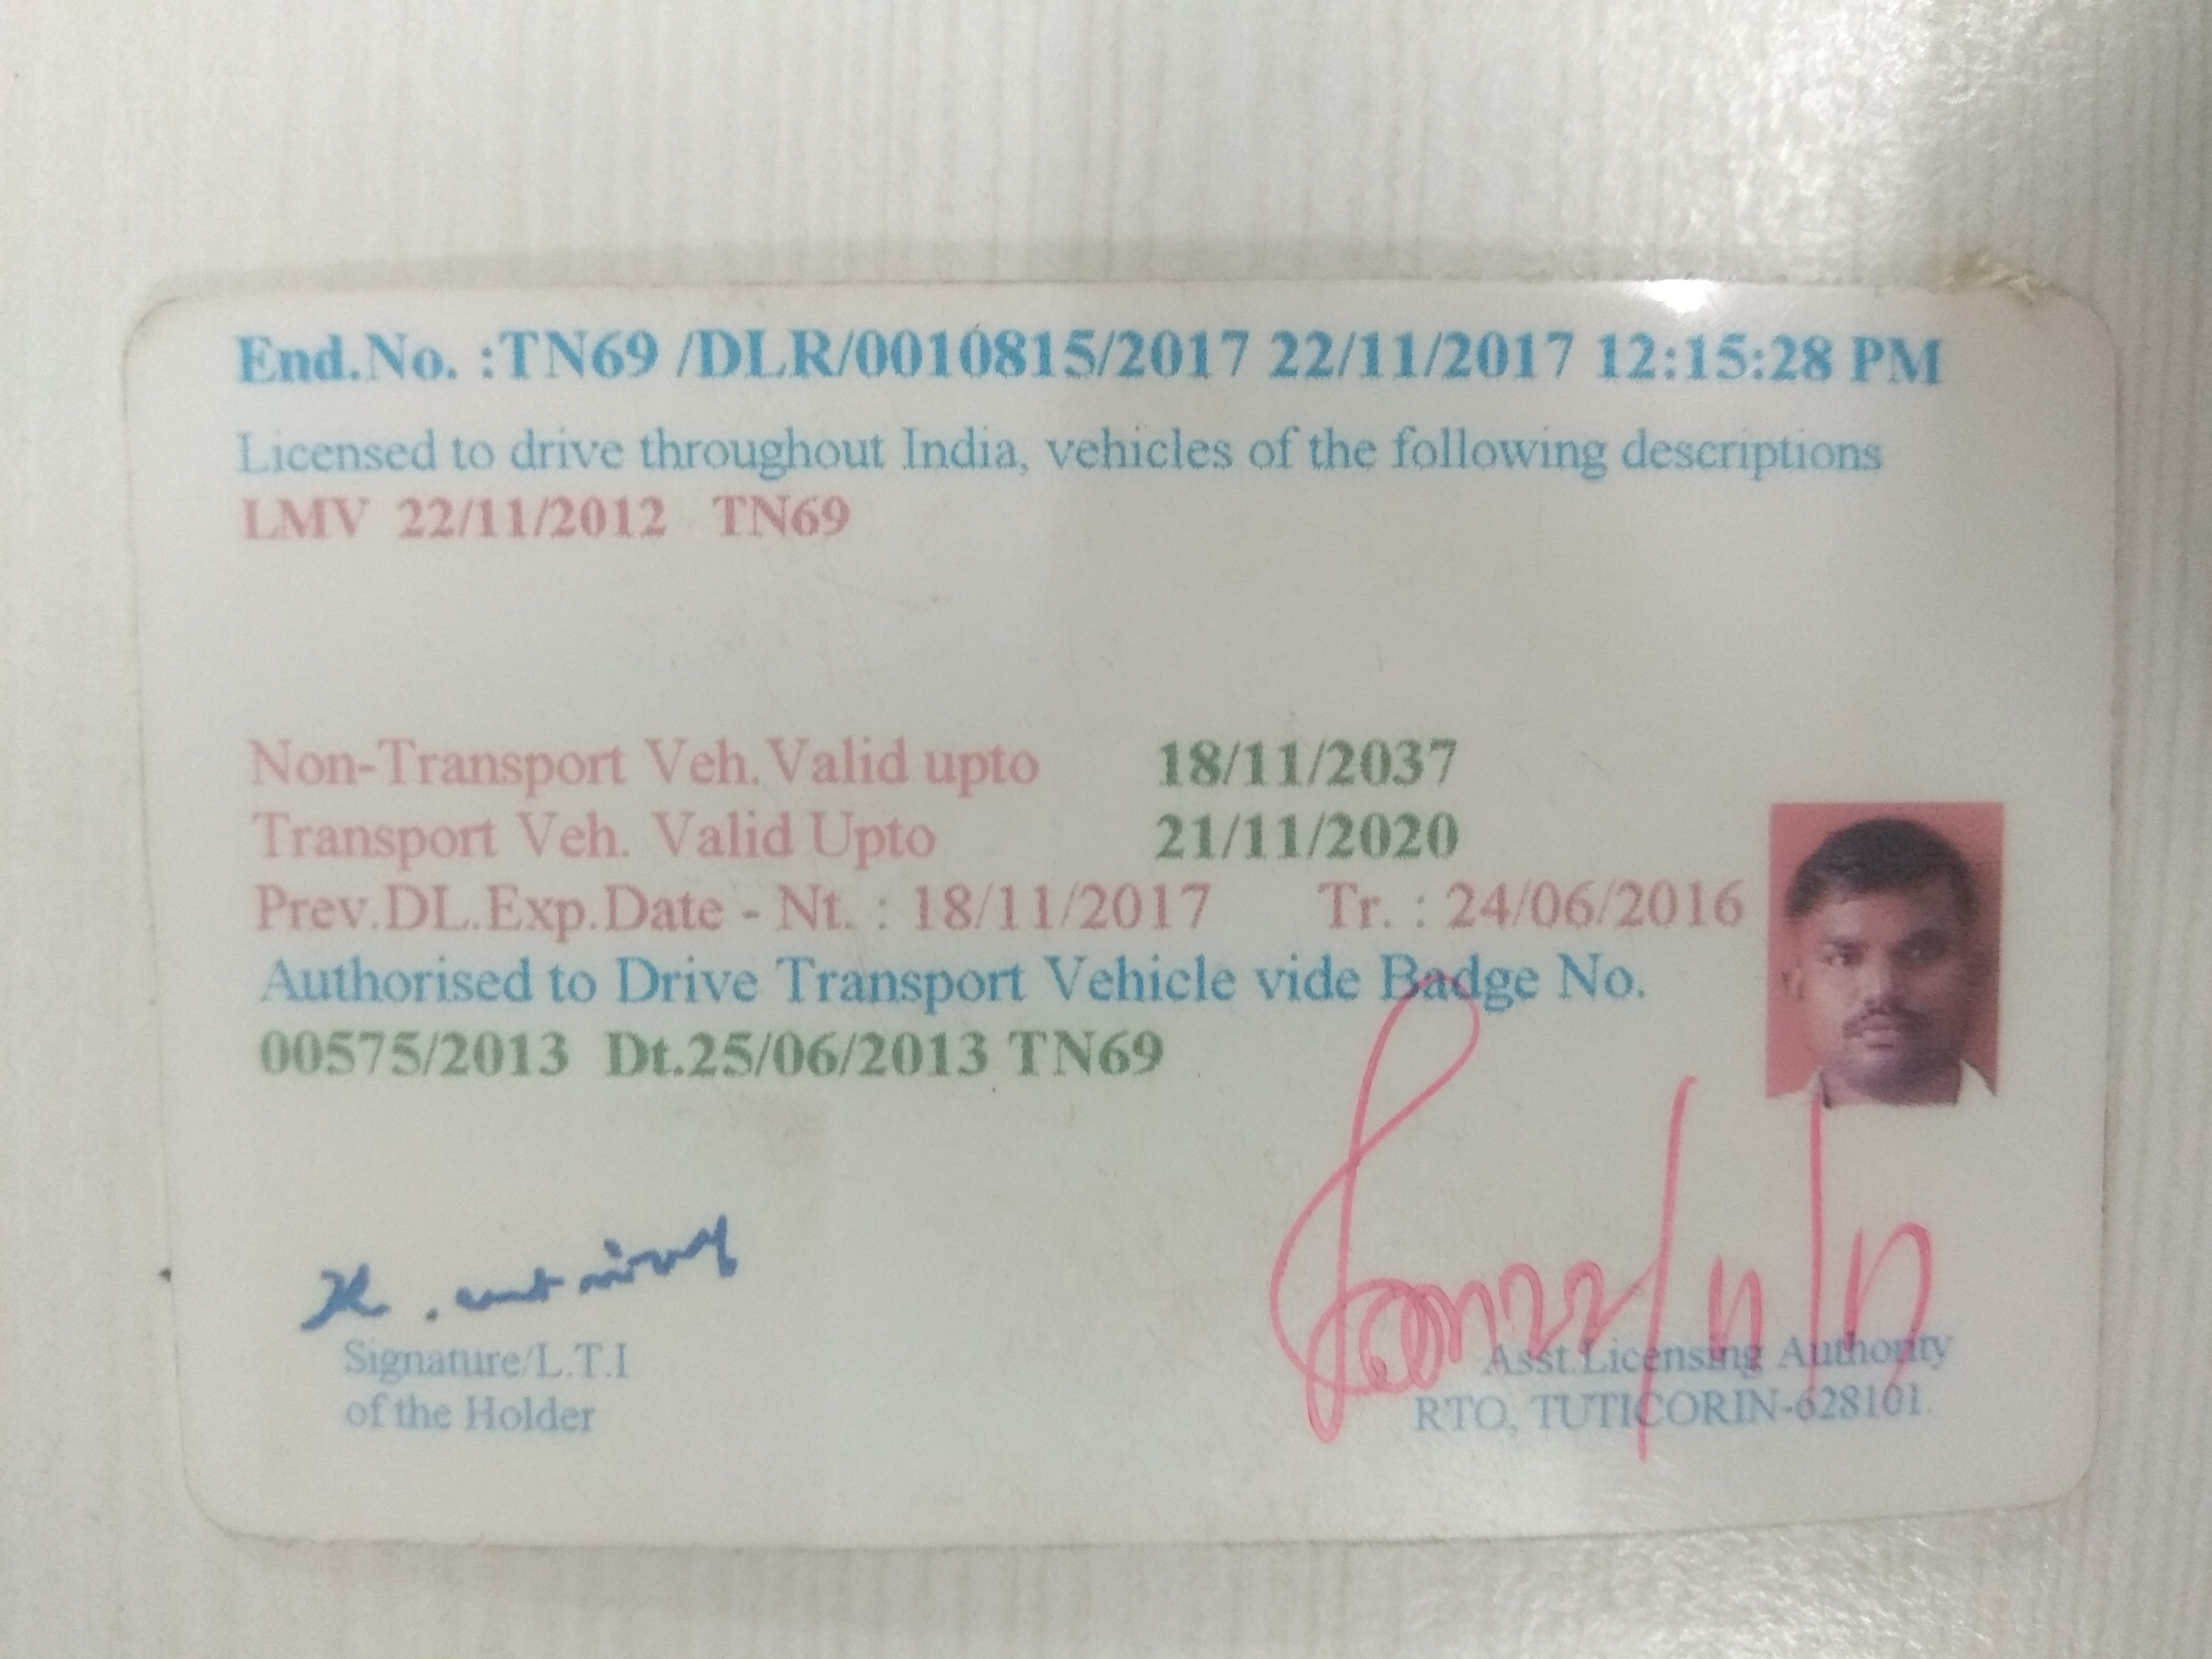 End.No. :TN69 /DLR/0010815/2017 22/11/2017 12:15:28 PM
Licensed to drive throughout India, vehicles of the following descriptions
LMV 22/11/2012 TN69
Non-Transport Veh.Valid upto 18/11/2037
Transport Veh. Valid Upto 21/11/2020
Prev.DL.Exp.Date - Nt. : 18/11/2017 Tr. : 24/06/2016
Authorised to Drive Transport Vehicle vide Badge No.
00575/2013 Dt.25/06/2013 TN69
Signature/L.T.I
of the Holder
Asst.Licensing Authority
RTO, TUTICORIN-628101.